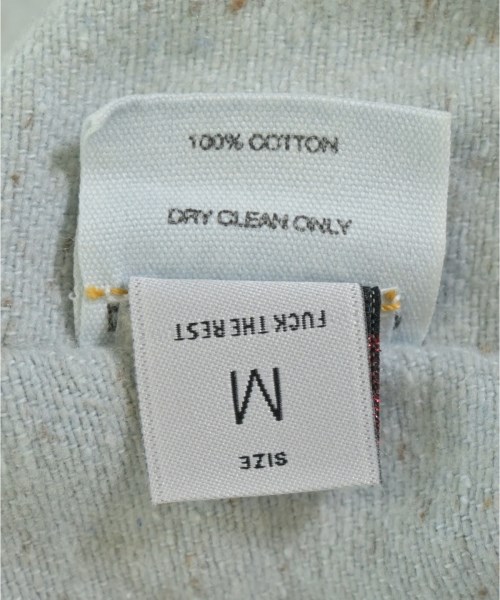 100% COTTON
DRY CLEAN ONLY
SIZE
M
FUCK THE REST